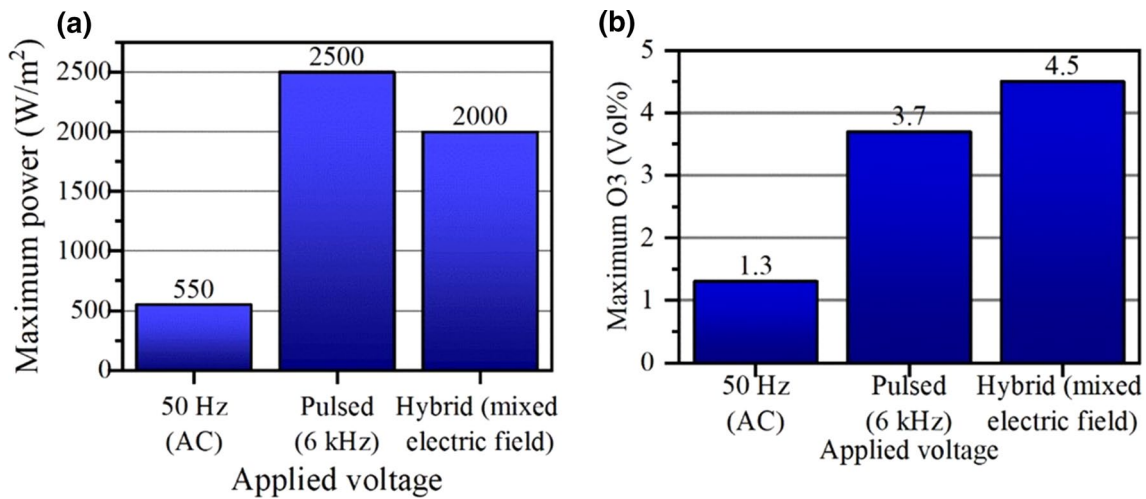 (a)
Maximum power (W/m²)
2500
2000
1500
1000
500
0
550
2500
2000
50 Hz
(AC)
Pulsed
(6 kHz)
Hybrid (mixed
electric field)
Applied voltage
(b)
Maximum O3 (Vol%)
5
4
3
2
1
0
1.3
3.7
4.5
50 Hz
(AC)
Pulsed
(6 kHz)
Hybrid (mixed
electric field)
Applied voltage